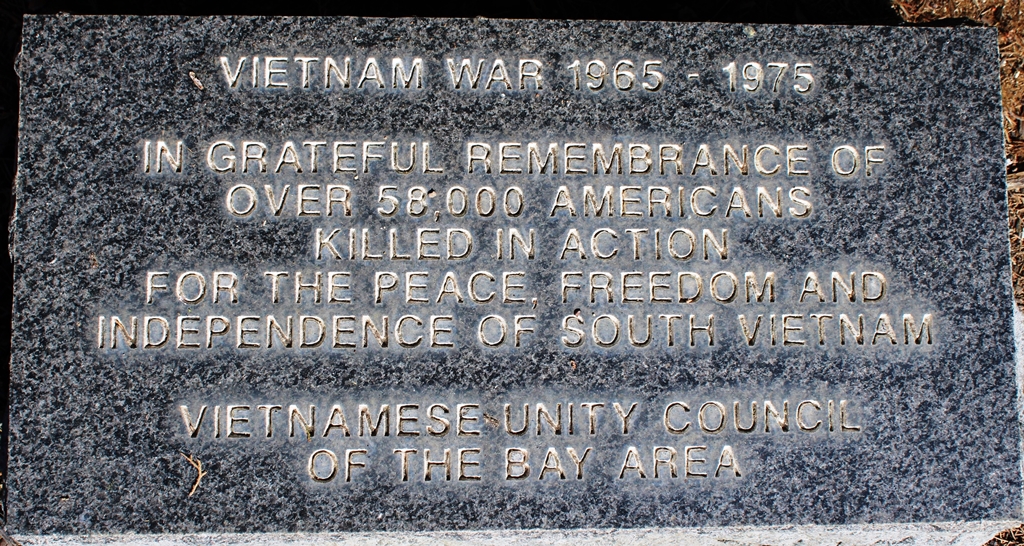 VIETNAM WAR 1965 - 1975
IN GRATEFUL REMEMBRANCE OF
OVER 58,000 AMERICANS
KILLED IN ACTION
FOR THE PEACE, FREEDOM AND
INDEPENDENCE OF SOUTH VIETNAM
VIETNAMESE UNITY COUNCIL
OF THE BAY AREA